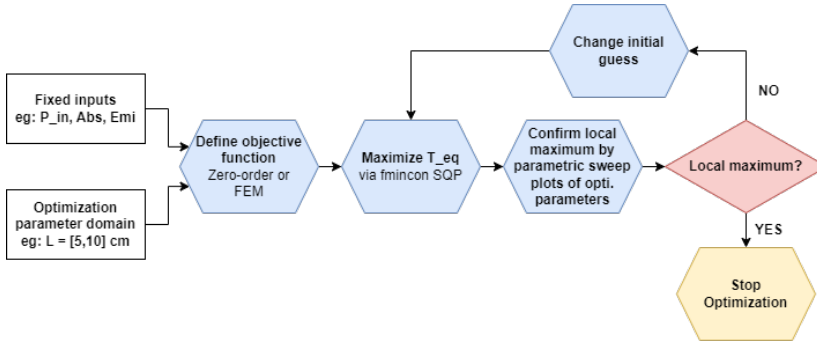 Change initial
guess
Fixed inputs
eg: P_in, Abs, Emi
NO
Define objective
function
Zero-order or
FEM
Maximize T_eq
via fmincon SQP
Confirm local
maximum by
parametric sweep
plots of opti.
parameters
Local maximum?
Optimization
parameter domain
eg: L = [5,10] cm
YES
Stop
Optimization